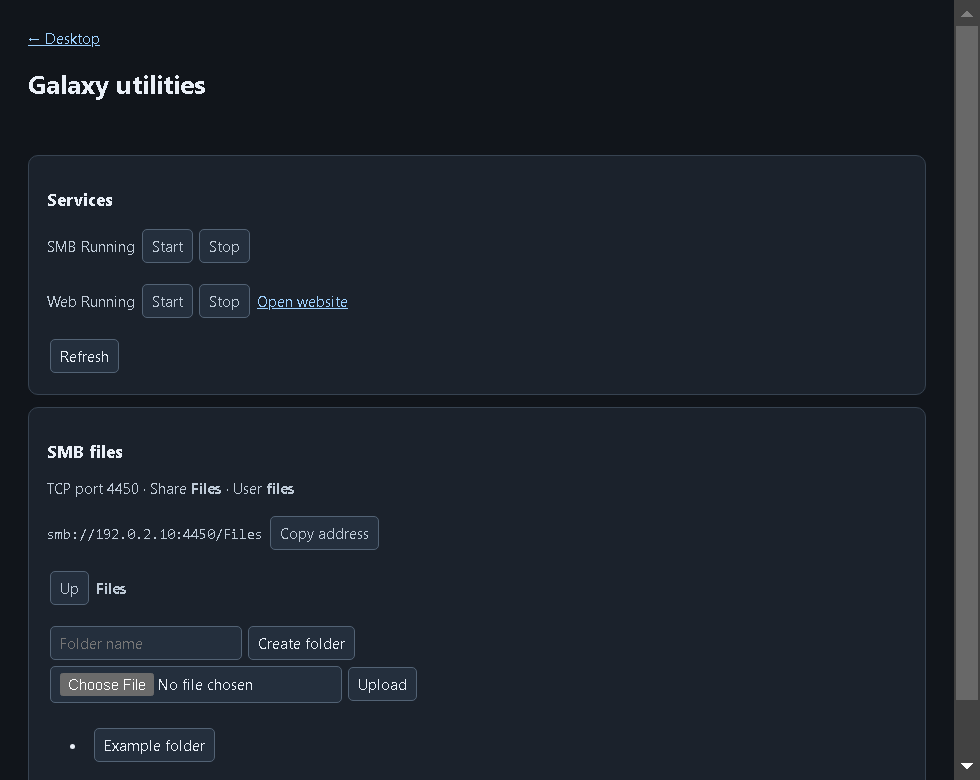 ← Desktop
Galaxy utilities
Services
SMB Running Start Stop
Web Running Start Stop Open website
Refresh
SMB files
TCP port 4450 · Share Files · User files
smb://192.0.2.10:4450/Files Copy address
Up Files
Folder name Create folder
Choose File No file chosen Upload
• Example folder